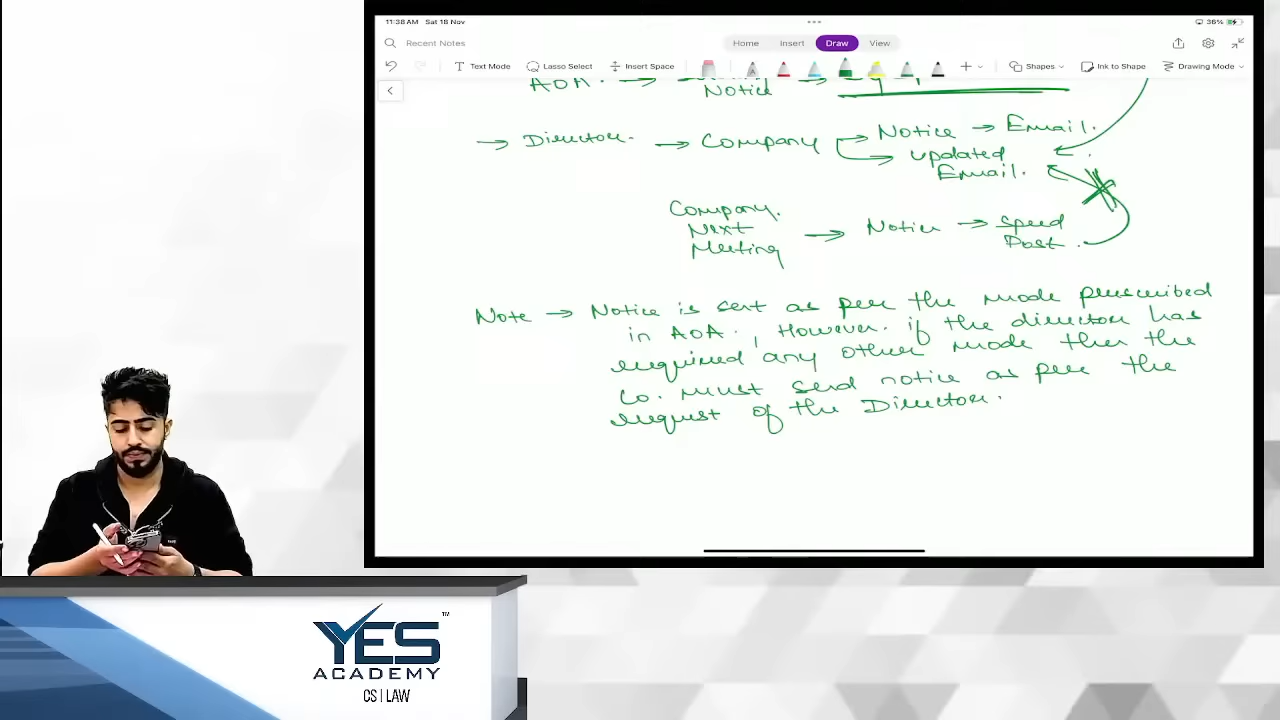 11:38 AM Sat 18 Nov
36%
Recent Notes
Home Insert Draw View
Text Mode Lasso Select Insert Space Shapes Ink to Shape Drawing Mode
AOA. →
Notice
→ Director. → Company → Notice → Email.
→ updated
Email.
Company.
Next
Meeting → Notice → Speed
Post.
Note → Notice is sent as per the mode prescribed
in AOA, However if the director has
required any other mode then the
Co. must send notice as per the
request of the Director.
YES™
ACADEMY
CS | LAW